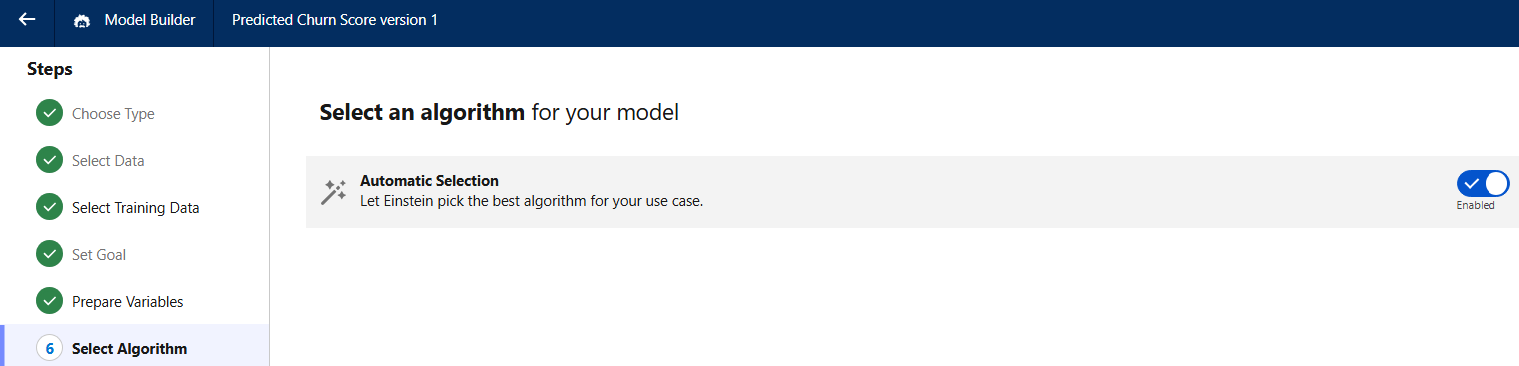 Model Builder
Predicted Churn Score version 1
Steps
Choose Type
Select Data
Select Training Data
Set Goal
Prepare Variables
6 Select Algorithm
Select an algorithm for your model
Automatic Selection
Let Einstein pick the best algorithm for your use case.
Enabled